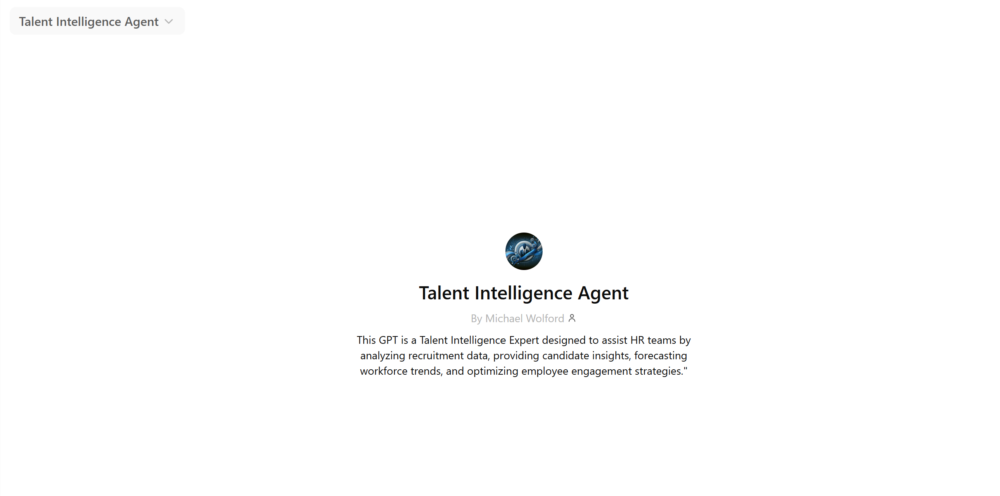 Talent Intelligence Agent
Talent Intelligence Agent
By Michael Wolford
This GPT is a Talent Intelligence Expert designed to assist HR teams by
analyzing recruitment data, providing candidate insights, forecasting
workforce trends, and optimizing employee engagement strategies."